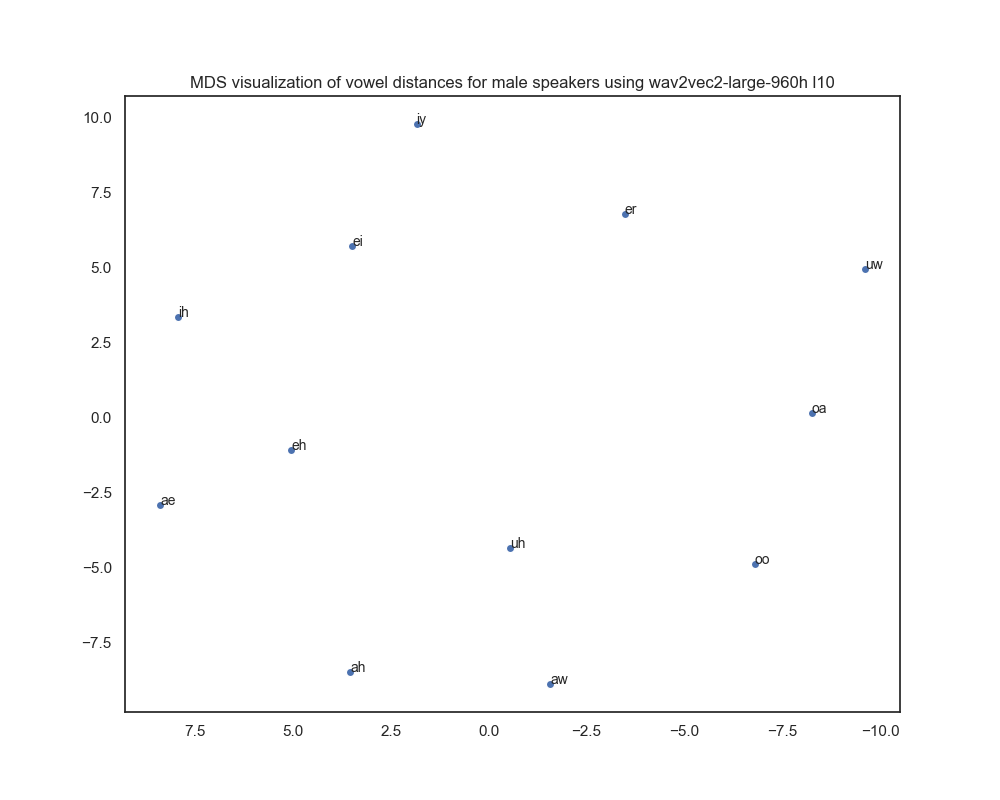 MDS visualization of vowel distances for male speakers using wav2vec2-large-960h l10
10.0
iy
7.5
er
ei
5.0
uw
ih
2.5
0.0
oa
eh
−2.5
ae
uh
−5.0
oo
−7.5
ah
aw
7.5 5.0 2.5 0.0 −2.5 −5.0 −7.5 −10.0